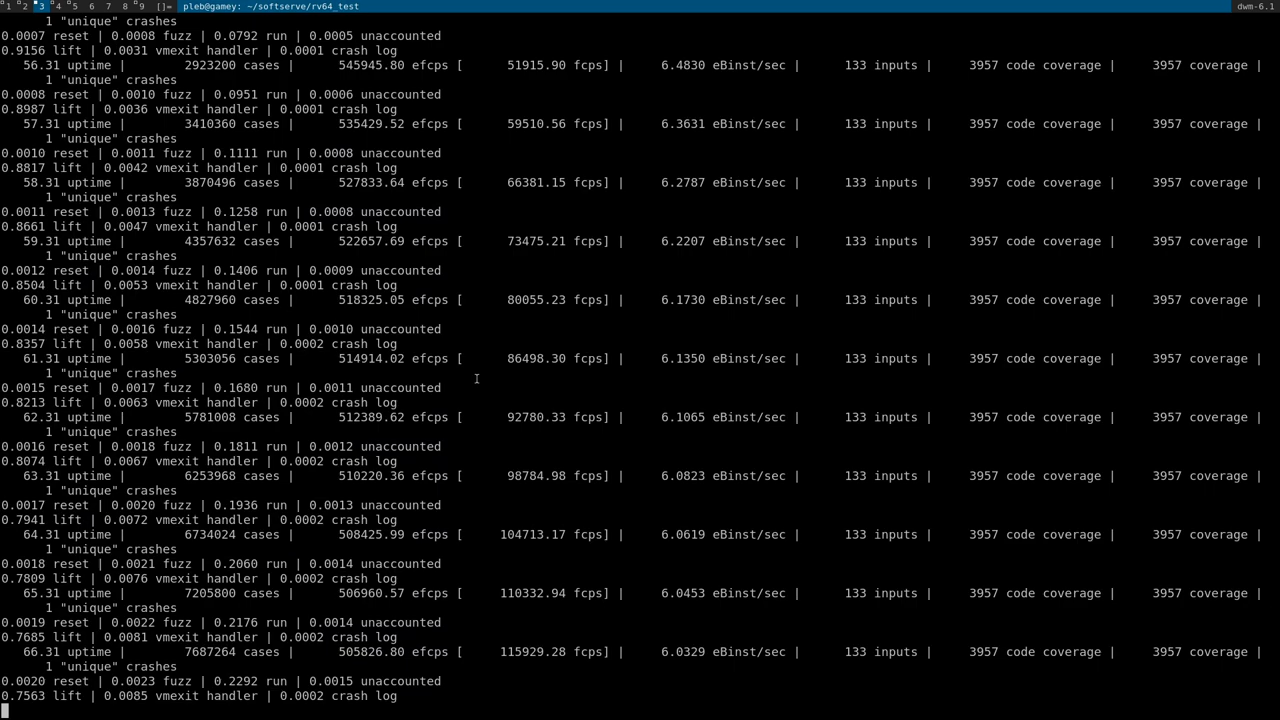 1 2 3 4 5 6 7 8 9 []= pleb@gamey: ~/softserve/rv64_test dwm-6.1
1 "unique" crashes
0.0007 reset | 0.0008 fuzz | 0.0792 run | 0.0005 unaccounted
0.9156 lift | 0.0031 vmexit handler | 0.0001 crash log
56.31 uptime | 2923200 cases | 545945.80 efcps [ 51915.90 fcps] | 6.4830 eBinst/sec | 133 inputs | 3957 code coverage | 3957 coverage |
1 "unique" crashes
0.0008 reset | 0.0010 fuzz | 0.0951 run | 0.0006 unaccounted
0.8987 lift | 0.0036 vmexit handler | 0.0001 crash log
57.31 uptime | 3410360 cases | 535429.52 efcps [ 59510.56 fcps] | 6.3631 eBinst/sec | 133 inputs | 3957 code coverage | 3957 coverage |
1 "unique" crashes
0.0010 reset | 0.0011 fuzz | 0.1111 run | 0.0008 unaccounted
0.8817 lift | 0.0042 vmexit handler | 0.0001 crash log
58.31 uptime | 3870496 cases | 527833.64 efcps [ 66381.15 fcps] | 6.2787 eBinst/sec | 133 inputs | 3957 code coverage | 3957 coverage |
1 "unique" crashes
0.0011 reset | 0.0013 fuzz | 0.1258 run | 0.0008 unaccounted
0.8661 lift | 0.0047 vmexit handler | 0.0001 crash log
59.31 uptime | 4357632 cases | 522657.69 efcps [ 73475.21 fcps] | 6.2207 eBinst/sec | 133 inputs | 3957 code coverage | 3957 coverage |
1 "unique" crashes
0.0012 reset | 0.0014 fuzz | 0.1406 run | 0.0009 unaccounted
0.8504 lift | 0.0053 vmexit handler | 0.0001 crash log
60.31 uptime | 4827960 cases | 518325.05 efcps [ 80055.23 fcps] | 6.1730 eBinst/sec | 133 inputs | 3957 code coverage | 3957 coverage |
1 "unique" crashes
0.0014 reset | 0.0016 fuzz | 0.1544 run | 0.0010 unaccounted
0.8357 lift | 0.0058 vmexit handler | 0.0002 crash log
61.31 uptime | 5303056 cases | 514914.02 efcps [ 86498.30 fcps] | 6.1350 eBinst/sec | 133 inputs | 3957 code coverage | 3957 coverage |
1 "unique" crashes
0.0015 reset | 0.0017 fuzz | 0.1680 run | 0.0011 unaccounted
0.8213 lift | 0.0063 vmexit handler | 0.0002 crash log
62.31 uptime | 5781008 cases | 512389.62 efcps [ 92780.33 fcps] | 6.1065 eBinst/sec | 133 inputs | 3957 code coverage | 3957 coverage |
1 "unique" crashes
0.0016 reset | 0.0018 fuzz | 0.1811 run | 0.0012 unaccounted
0.8074 lift | 0.0067 vmexit handler | 0.0002 crash log
63.31 uptime | 6253968 cases | 510220.36 efcps [ 98784.98 fcps] | 6.0823 eBinst/sec | 133 inputs | 3957 code coverage | 3957 coverage |
1 "unique" crashes
0.0017 reset | 0.0020 fuzz | 0.1936 run | 0.0013 unaccounted
0.7941 lift | 0.0072 vmexit handler | 0.0002 crash log
64.31 uptime | 6734024 cases | 508425.99 efcps [ 104713.17 fcps] | 6.0619 eBinst/sec | 133 inputs | 3957 code coverage | 3957 coverage |
1 "unique" crashes
0.0018 reset | 0.0021 fuzz | 0.2060 run | 0.0014 unaccounted
0.7809 lift | 0.0076 vmexit handler | 0.0002 crash log
65.31 uptime | 7205800 cases | 506960.57 efcps [ 110332.94 fcps] | 6.0453 eBinst/sec | 133 inputs | 3957 code coverage | 3957 coverage |
1 "unique" crashes
0.0019 reset | 0.0022 fuzz | 0.2176 run | 0.0014 unaccounted
0.7685 lift | 0.0081 vmexit handler | 0.0002 crash log
66.31 uptime | 7687264 cases | 505826.80 efcps [ 115929.28 fcps] | 6.0329 eBinst/sec | 133 inputs | 3957 code coverage | 3957 coverage |
1 "unique" crashes
0.0020 reset | 0.0023 fuzz | 0.2292 run | 0.0015 unaccounted
0.7563 lift | 0.0085 vmexit handler | 0.0002 crash log